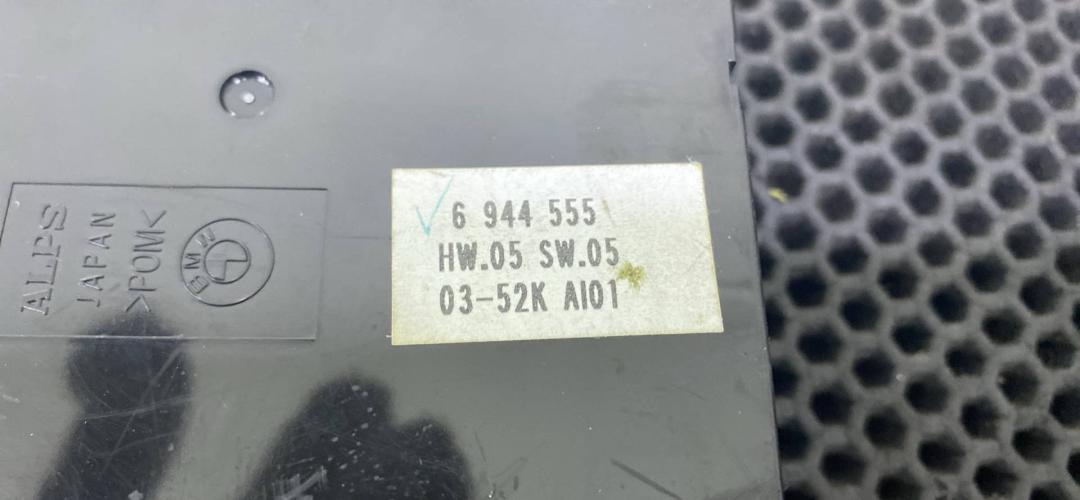 6 944 555
HW.05 SW.05
03-52K AI01
ALPS
JAPAN
>POM<
BMW